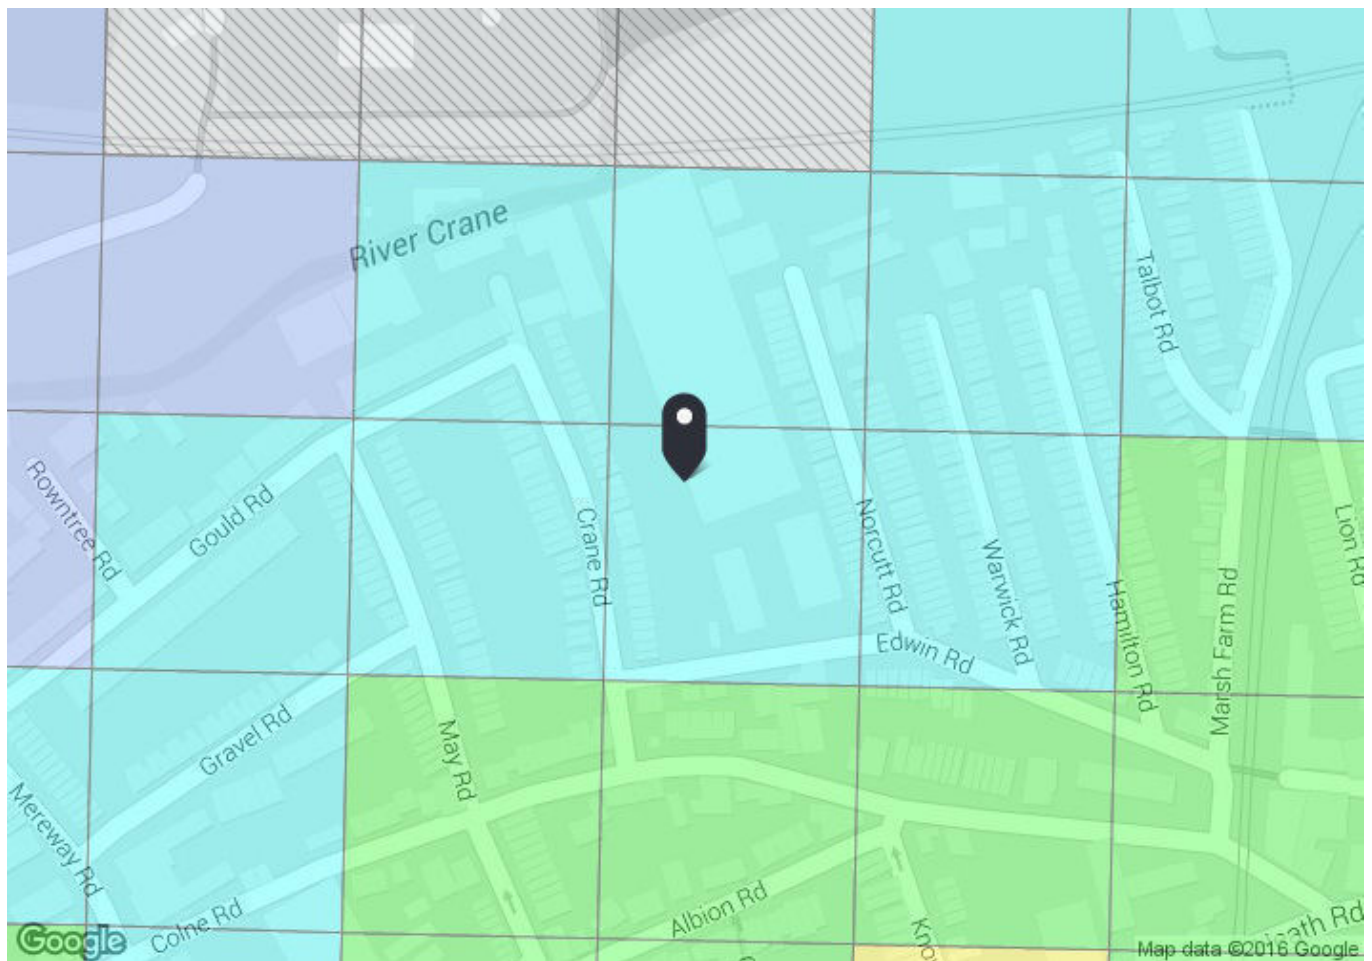 River Crane
Talbot Rd
Rowntree Rd
Gould Rd
Crane Rd
Norcutt Rd
Warwick Rd
Hamilton Rd
Lion Rd
Marsh Farm Rd
Edwin Rd
Gravel Rd
May Rd
Mereway Rd
Colne Rd
Albion Rd
Rd
Google
Map data ©2016 Google